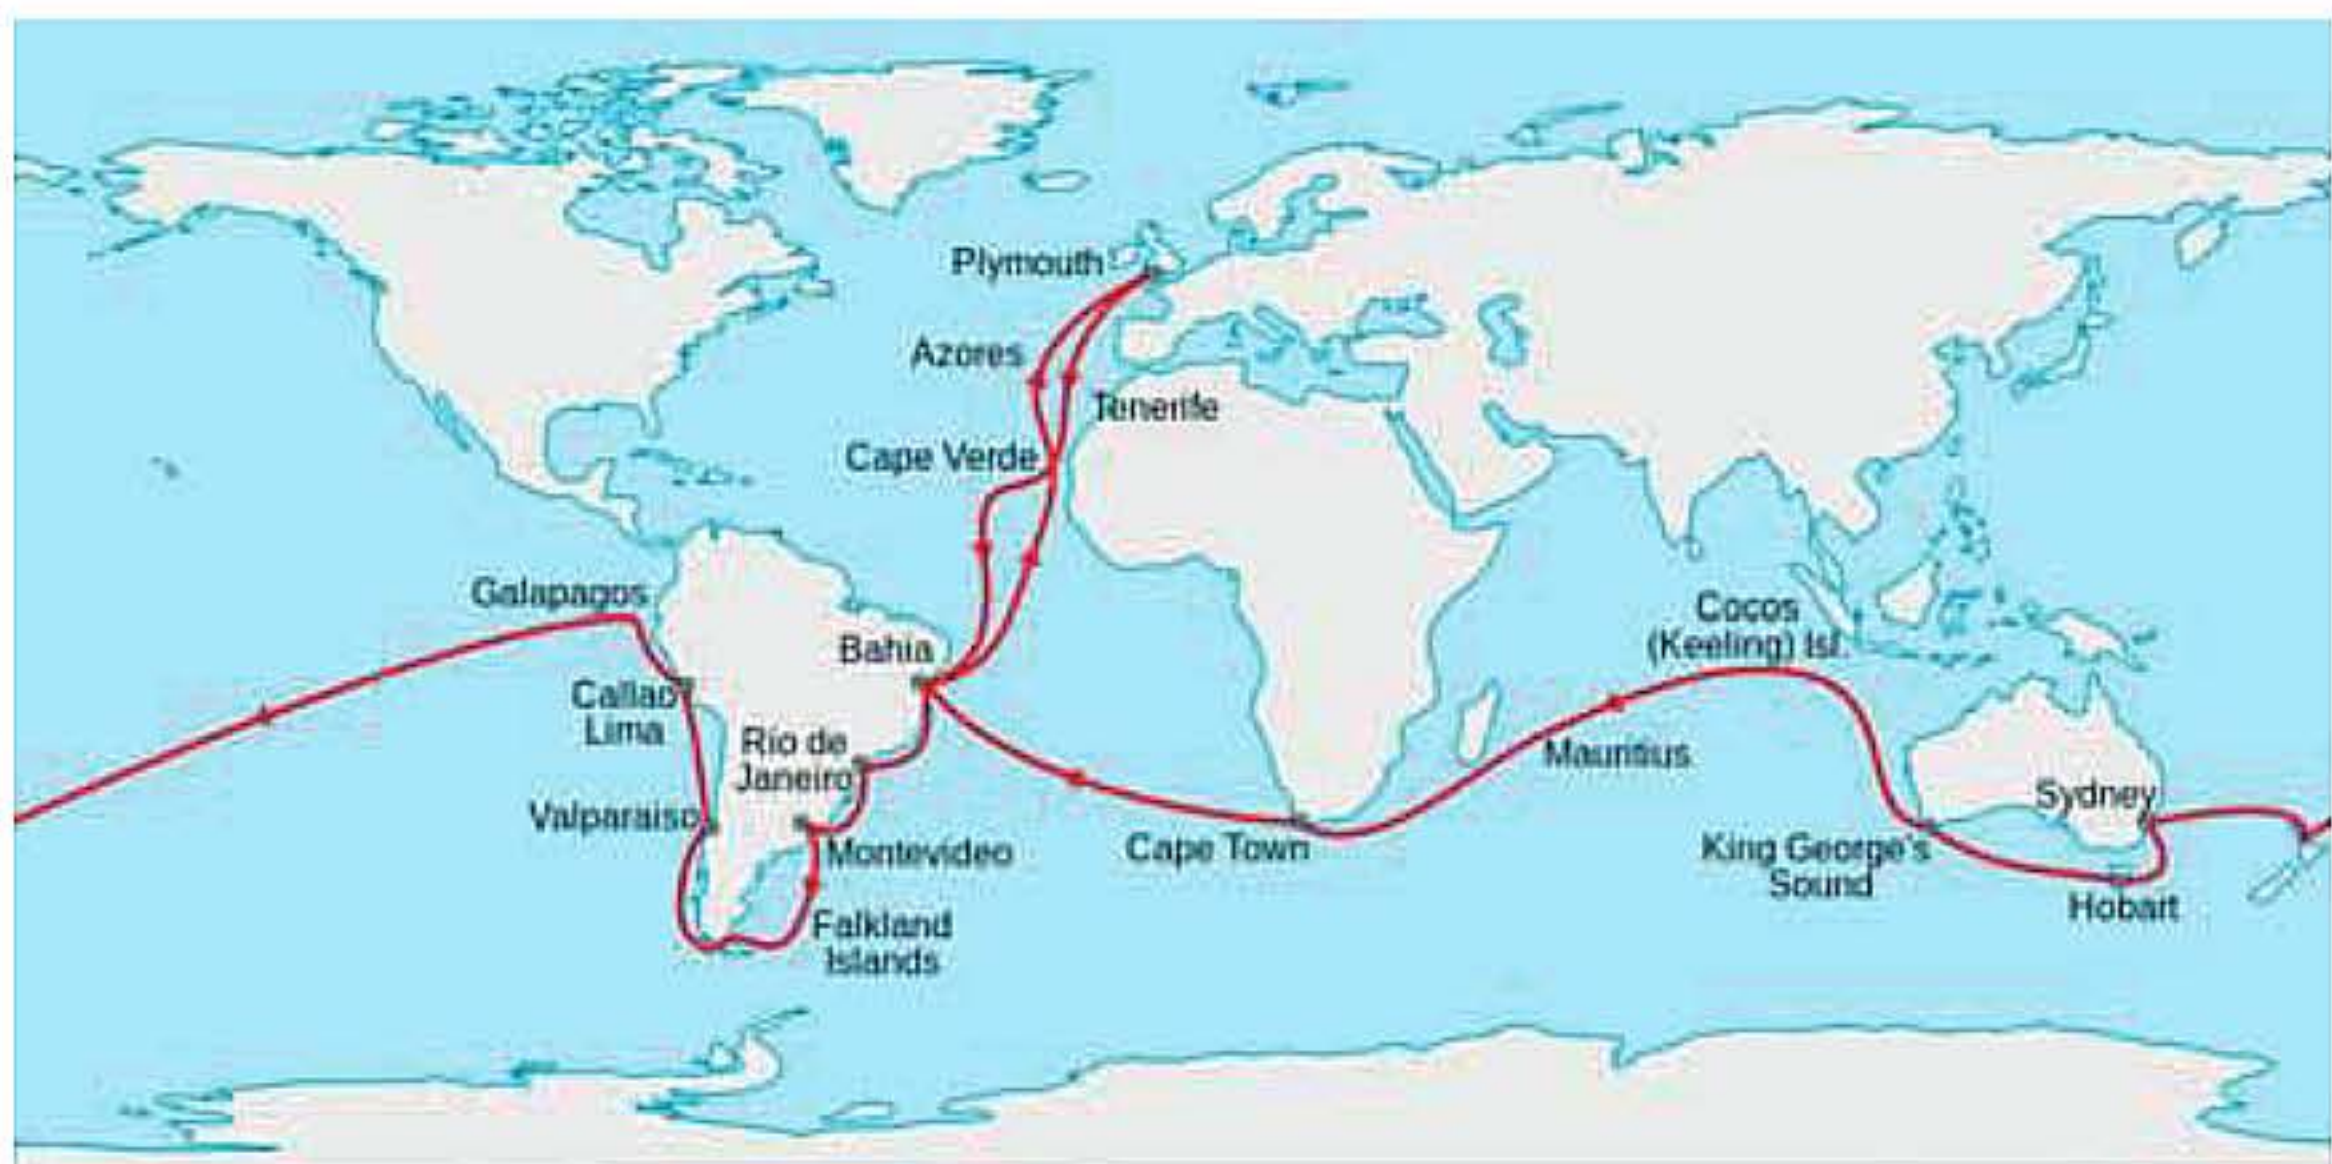 Plymouth
Azores
Tenerife
Cape Verde
Galapagos
Cocos
(Keeling) Isl.
Bahia
Callao
Lima
Rio de
Janeiro
Mauritius
Sydney
Valparaiso
Montevideo
Cape Town
King George's
Sound
Hobart
Falkland
Islands